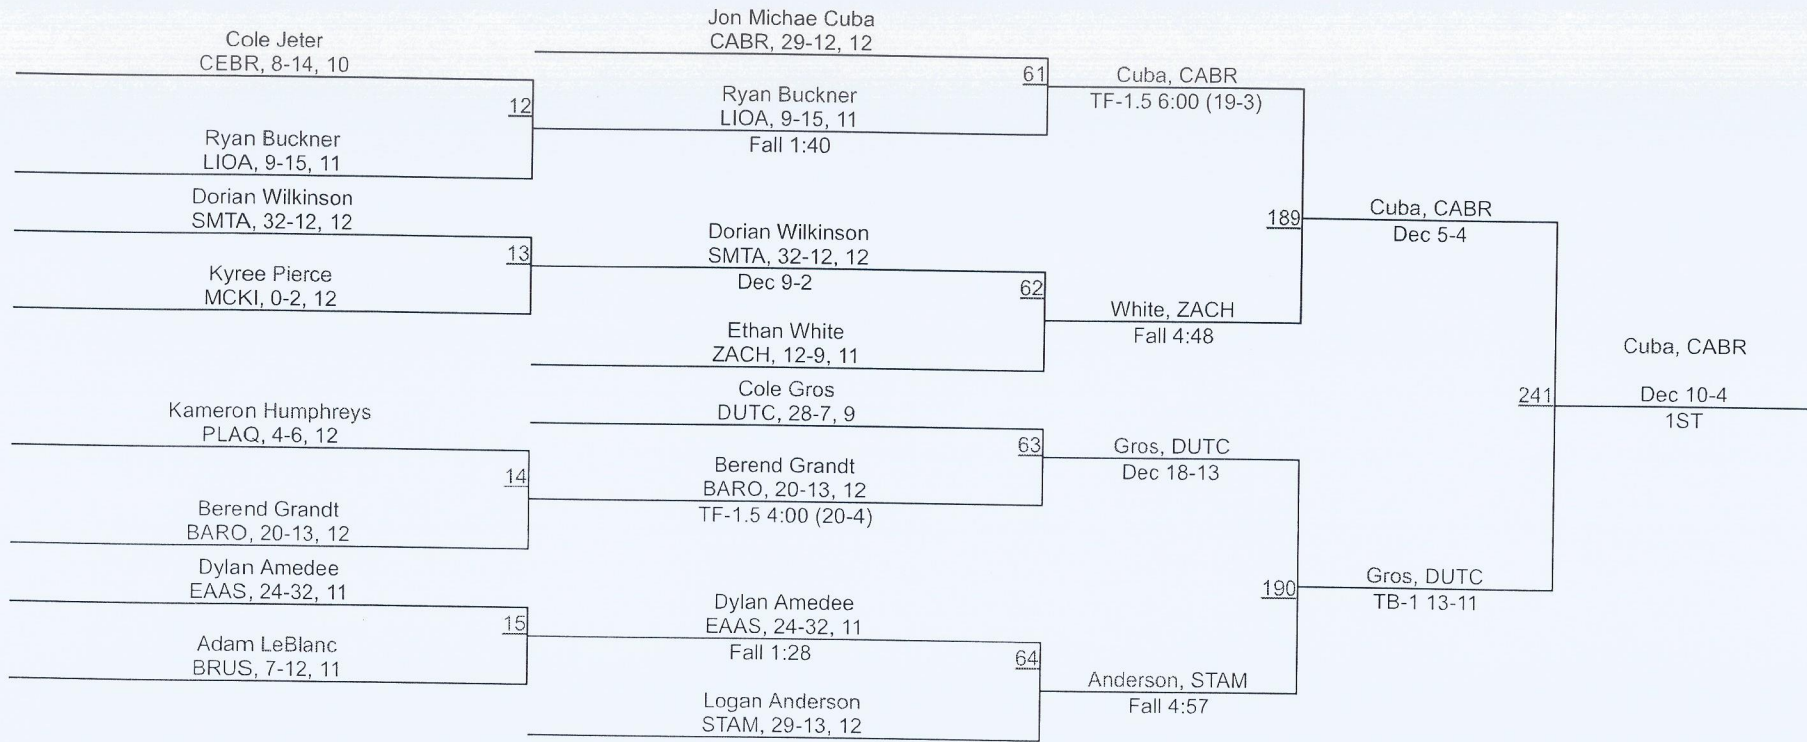 Cole Jeter
CEBR, 8-14, 10
12
Ryan Buckner
LIOA, 9-15, 11
Dorian Wilkinson
SMTA, 32-12, 12
13
Kyree Pierce
MCKI, 0-2, 12
Kameron Humphreys
PLAQ, 4-6, 12
14
Berend Grandt
BARO, 20-13, 12
Dylan Amedee
EAAS, 24-32, 11
15
Adam LeBlanc
BRUS, 7-12, 11
Jon Michae Cuba
CABR, 29-12, 12
61
Ryan Buckner
LIOA, 9-15, 11
Fall 1:40
Dorian Wilkinson
SMTA, 32-12, 12
Dec 9-2
62
Ethan White
ZACH, 12-9, 11
Cole Gros
DUTC, 28-7, 9
63
Berend Grandt
BARO, 20-13, 12
TF-1.5 4:00 (20-4)
Dylan Amedee
EAAS, 24-32, 11
Fall 1:28
64
Logan Anderson
STAM, 29-13, 12
Cuba, CABR
TF-1.5 6:00 (19-3)
189
White, ZACH
Fall 4:48
Gros, DUTC
Dec 18-13
190
Anderson, STAM
Fall 4:57
Cuba, CABR
Dec 5-4
241
Gros, DUTC
TB-1 13-11
Cuba, CABR
Dec 10-4
1ST